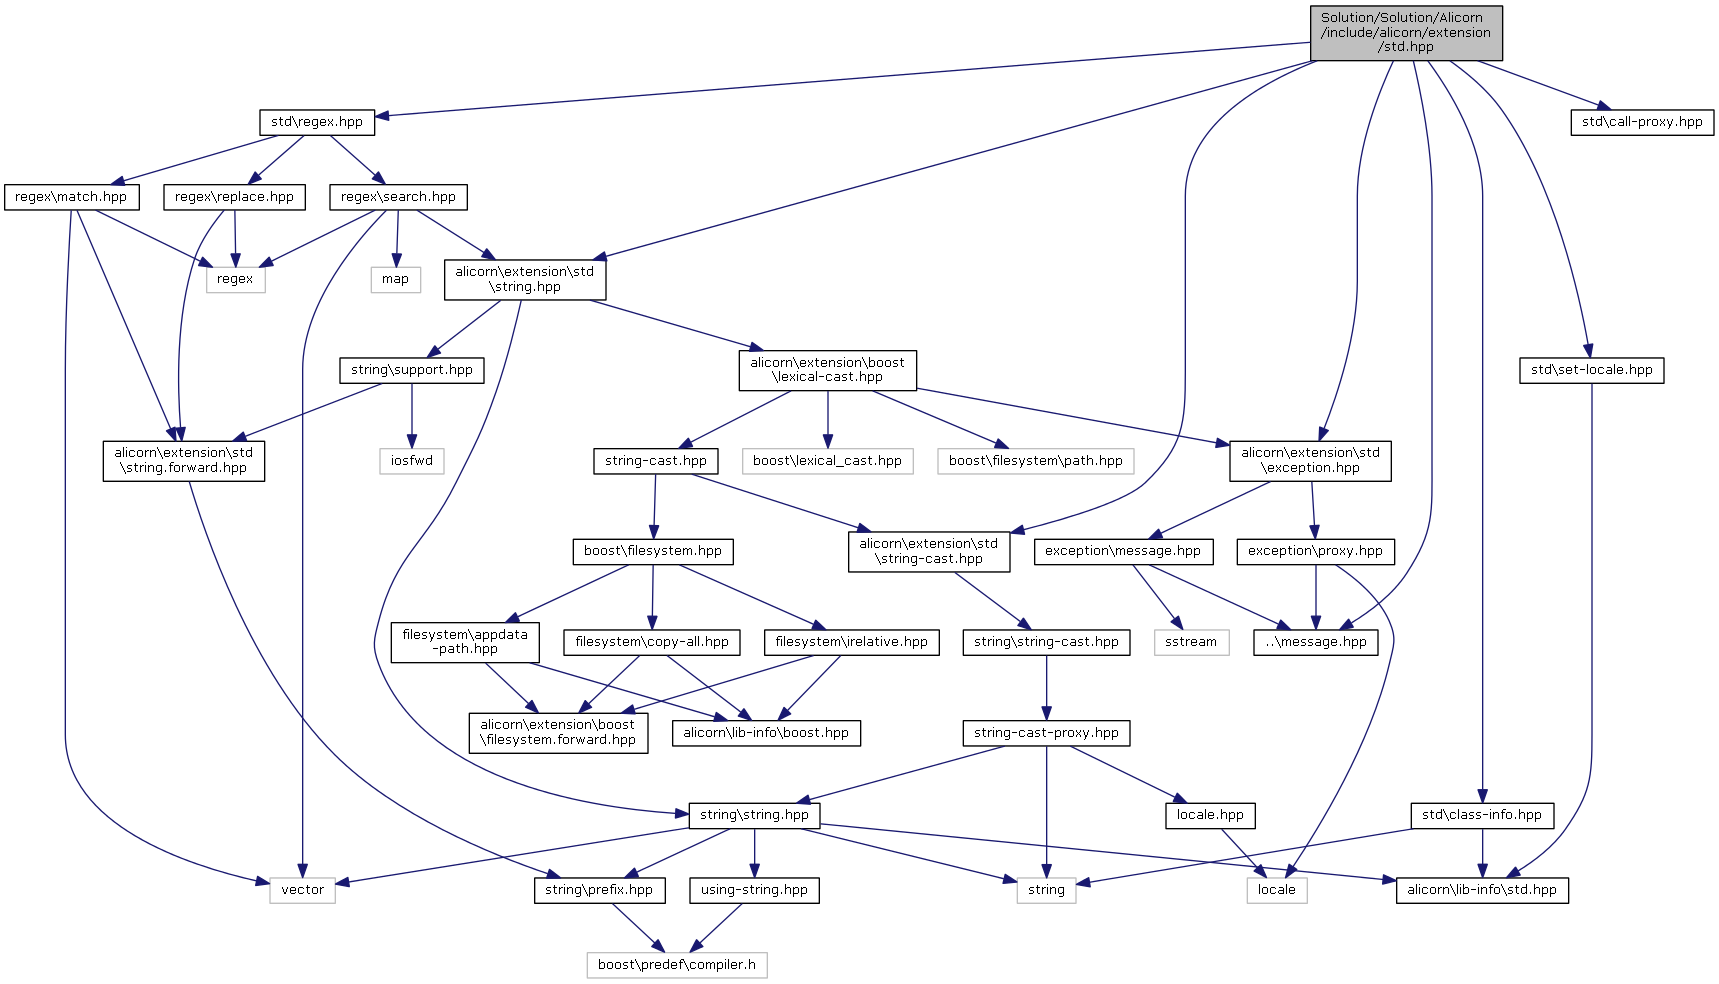 Solution/Solution/Alicorn
/include/alicorn/extension
/std.hpp
std\regex.hpp
std\call-proxy.hpp
regex\match.hpp
regex\replace.hpp
regex\search.hpp
regex
map
alicorn\extension\std
\string.hpp
string\support.hpp
alicorn\extension\boost
\lexical-cast.hpp
std\set-locale.hpp
alicorn\extension\std
\string.forward.hpp
iosfwd
string-cast.hpp
boost\lexical_cast.hpp
boost\filesystem\path.hpp
alicorn\extension\std
\exception.hpp
boost\filesystem.hpp
alicorn\extension\std
\string-cast.hpp
exception\message.hpp
exception\proxy.hpp
filesystem\appdata
-path.hpp
filesystem\copy-all.hpp
filesystem\irelative.hpp
string\string-cast.hpp
sstream
..\message.hpp
alicorn\extension\boost
\filesystem.forward.hpp
alicorn\lib-info\boost.hpp
string-cast-proxy.hpp
string\string.hpp
locale.hpp
std\class-info.hpp
vector
string\prefix.hpp
using-string.hpp
string
locale
alicorn\lib-info\std.hpp
boost\predef\compiler.h